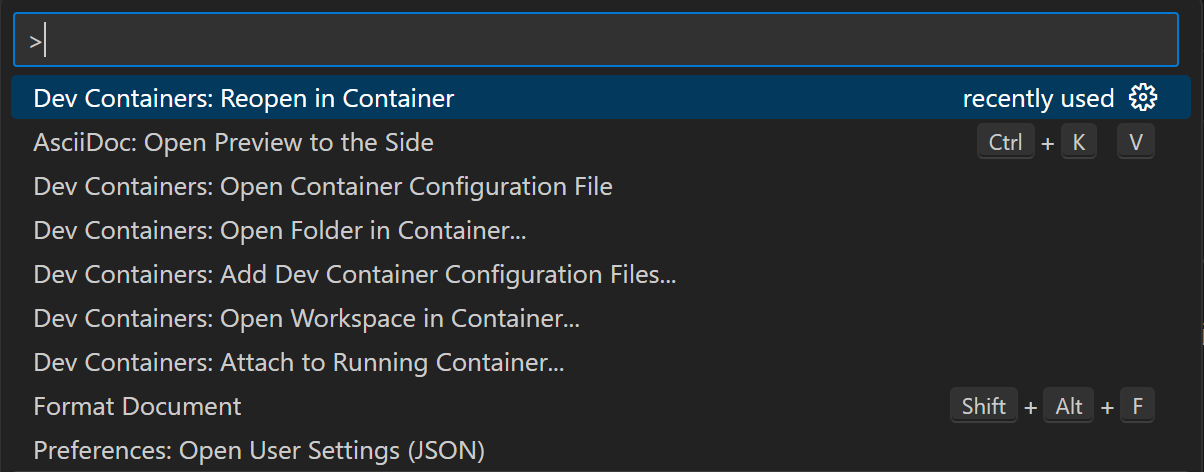 >
Dev Containers: Reopen in Container recently used
AsciiDoc: Open Preview to the Side Ctrl + K V
Dev Containers: Open Container Configuration File
Dev Containers: Open Folder in Container...
Dev Containers: Add Dev Container Configuration Files...
Dev Containers: Open Workspace in Container...
Dev Containers: Attach to Running Container...
Format Document Shift + Alt + F
Preferences: Open User Settings (JSON)